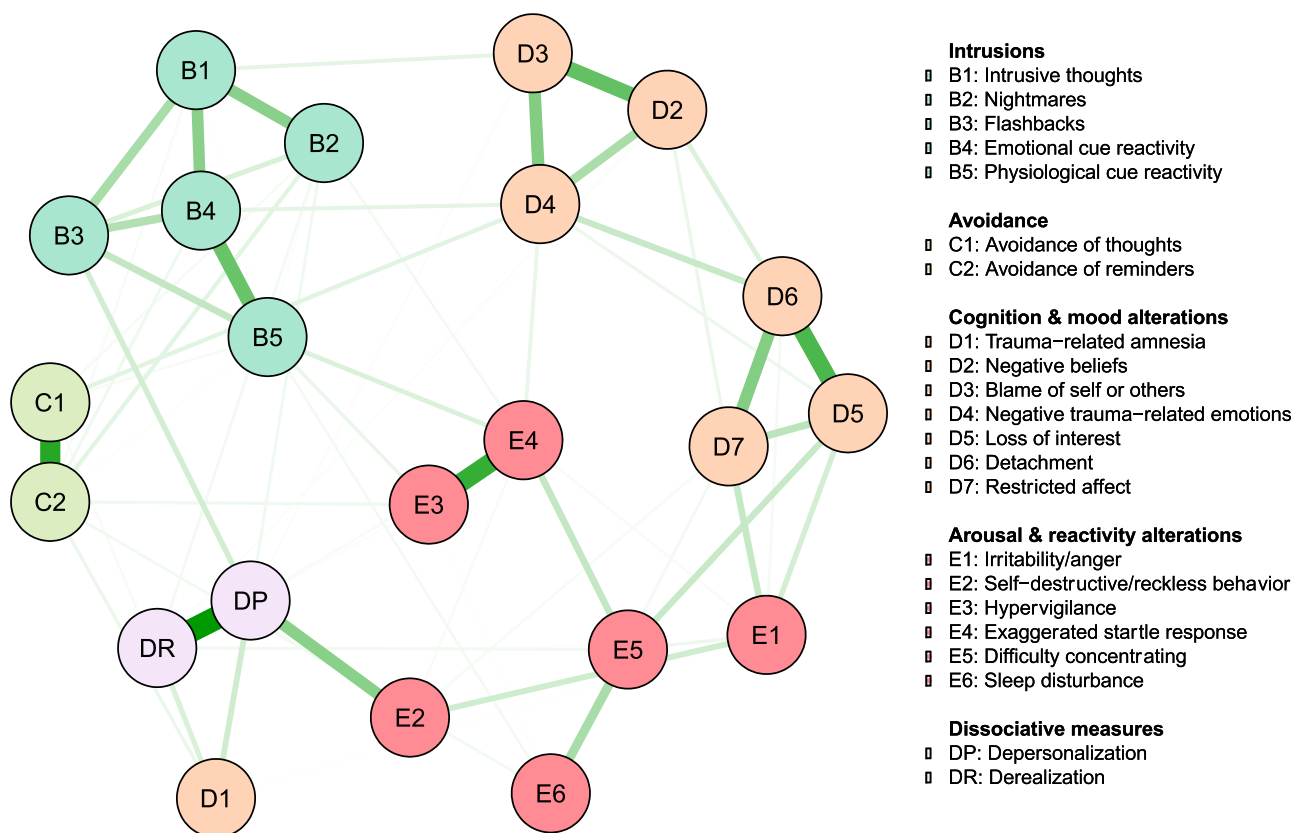 B1
D3
D2
B2
B4
D4
B3
D6
B5
C1
D5
E4
D7
C2
E3
DP
E1
DR
E5
E2
E6
D1
Intrusions
B1: Intrusive thoughts
B2: Nightmares
B3: Flashbacks
B4: Emotional cue reactivity
B5: Physiological cue reactivity
Avoidance
C1: Avoidance of thoughts
C2: Avoidance of reminders
Cognition & mood alterations
D1: Trauma−related amnesia
D2: Negative beliefs
D3: Blame of self or others
D4: Negative trauma−related emotions
D5: Loss of interest
D6: Detachment
D7: Restricted affect
Arousal & reactivity alterations
E1: Irritability/anger
E2: Self−destructive/reckless behavior
E3: Hypervigilance
E4: Exaggerated startle response
E5: Difficulty concentrating
E6: Sleep disturbance
Dissociative measures
DP: Depersonalization
DR: Derealization